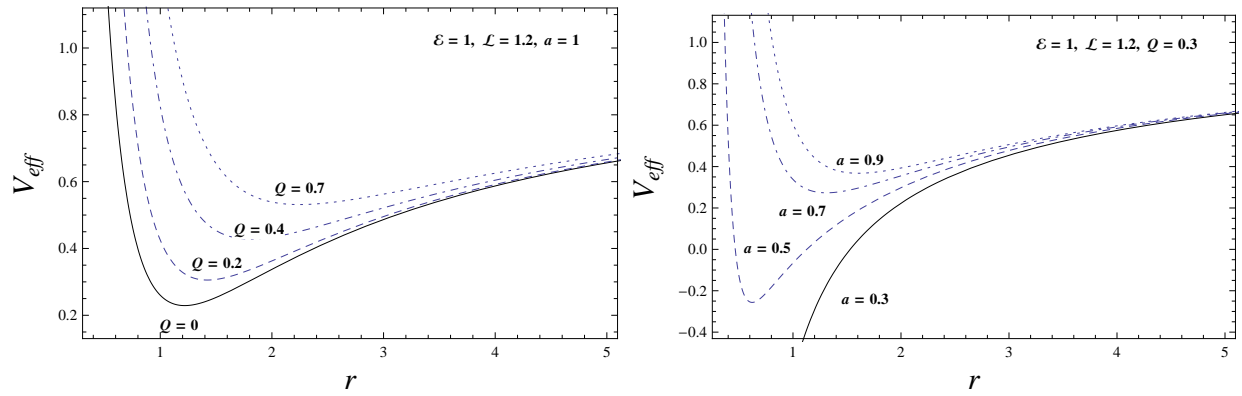 ℰ = 1, ℒ = 1.2, a = 1
1.0
0.8
0.6
0.4
0.2
V_eff
Q = 0.7
Q = 0.4
Q = 0.2
Q = 0
1 2 3 4 5
r
ℰ = 1, ℒ = 1.2, Q = 0.3
1.0
0.8
0.6
0.4
0.2
0.0
−0.2
−0.4
V_eff
a = 0.9
a = 0.7
a = 0.5
a = 0.3
1 2 3 4 5
r